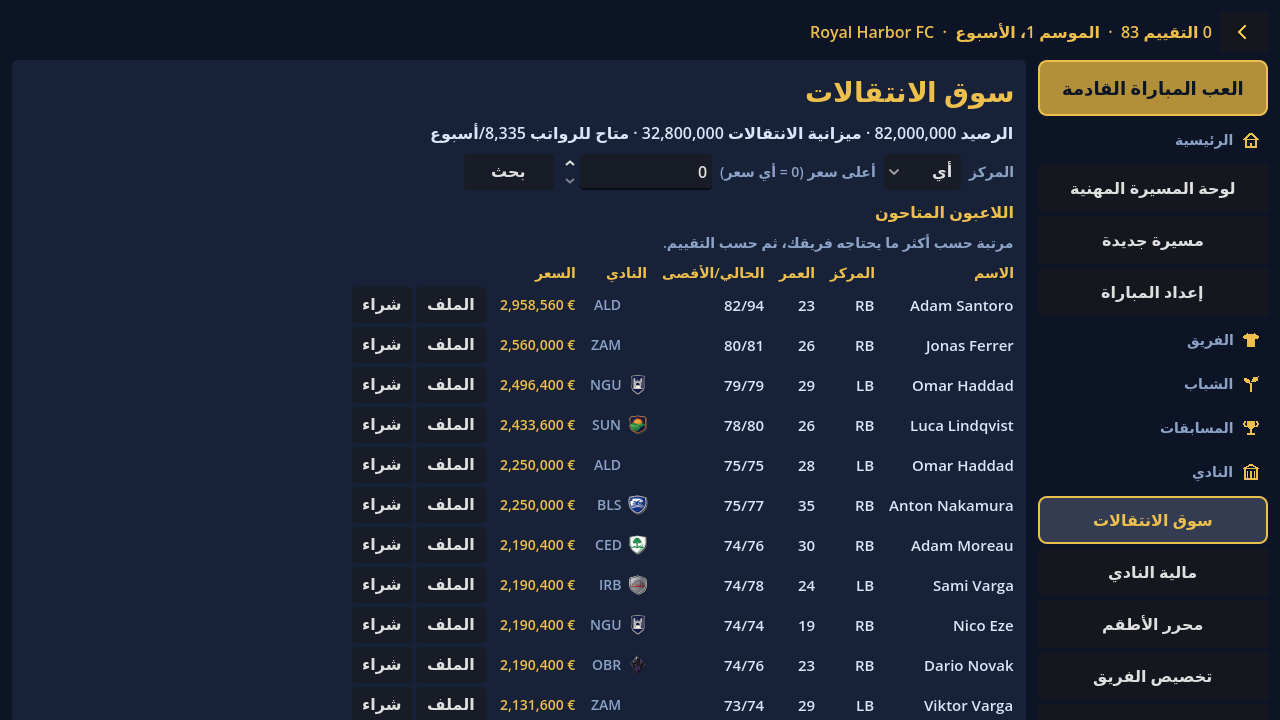 Royal Harbor FC · الموسم 1، الأسبوع 0 · التقييم 83
العب المباراة القادمة
الرئيسية
لوحة المسيرة المهنية
مسيرة جديدة
إعداد المباراة
الفريق
الشباب
المسابقات
النادي
سوق الانتقالات
مالية النادي
محرر الأطقم
تخصيص الفريق
سوق الانتقالات
الرصيد 82,000,000 · ميزانية الانتقالات 32,800,000 · متاح للرواتب 8,335/أسبوع
المركز أي أعلى سعر (0 = أي سعر) 0 بحث
اللاعبون المتاحون
مرتبة حسب أكثر ما يحتاجه فريقك، ثم حسب التقييم.
الاسم المركز العمر الحالي/الأقصى النادي السعر
Adam Santoro RB 23 82/94 ALD 2,958,560 € الملف شراء
Jonas Ferrer RB 26 80/81 ZAM 2,560,000 € الملف شراء
Omar Haddad LB 29 79/79 NGU 2,496,400 € الملف شراء
Luca Lindqvist RB 26 78/80 SUN 2,433,600 € الملف شراء
Omar Haddad LB 28 75/75 ALD 2,250,000 € الملف شراء
Anton Nakamura RB 35 75/77 BLS 2,250,000 € الملف شراء
Adam Moreau RB 30 74/76 CED 2,190,400 € الملف شراء
Sami Varga LB 24 74/78 IRB 2,190,400 € الملف شراء
Nico Eze RB 19 74/74 NGU 2,190,400 € الملف شراء
Dario Novak RB 23 74/76 OBR 2,190,400 € الملف شراء
Viktor Varga LB 29 73/74 ZAM 2,131,600 € الملف شراء